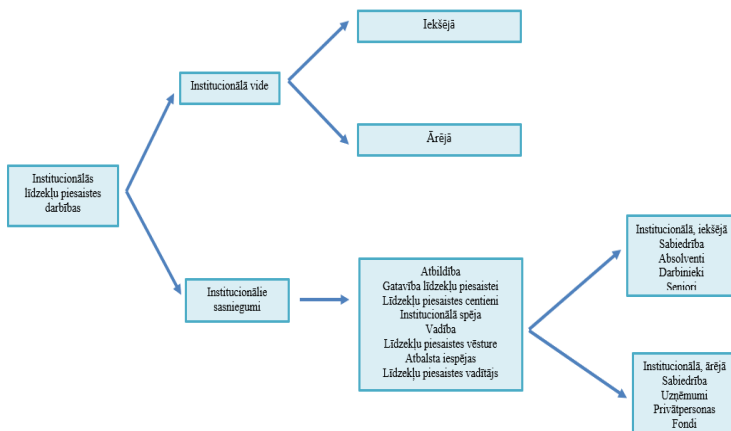 Iekšējā
Institucionālā vide
Ārējā
Institucionālās
līdzekļu piesaistes
darbības
Institucionālie
sasniegumi
Atbildība
Gatavība līdzekļu piesaistei
Līdzekļu piesaistes centieni
Institucionālā spēja
Vadība
Līdzekļu piesaistes vēsture
Atbalsta iespējas
Līdzekļu piesaistes vadītājs
Institucionālā, iekšējā
Sabiedrība
Absolventi
Darbinieki
Seniori
Institucionālā, ārējā
Sabiedrība
Uzņēmumi
Privātpersonas
Fondi